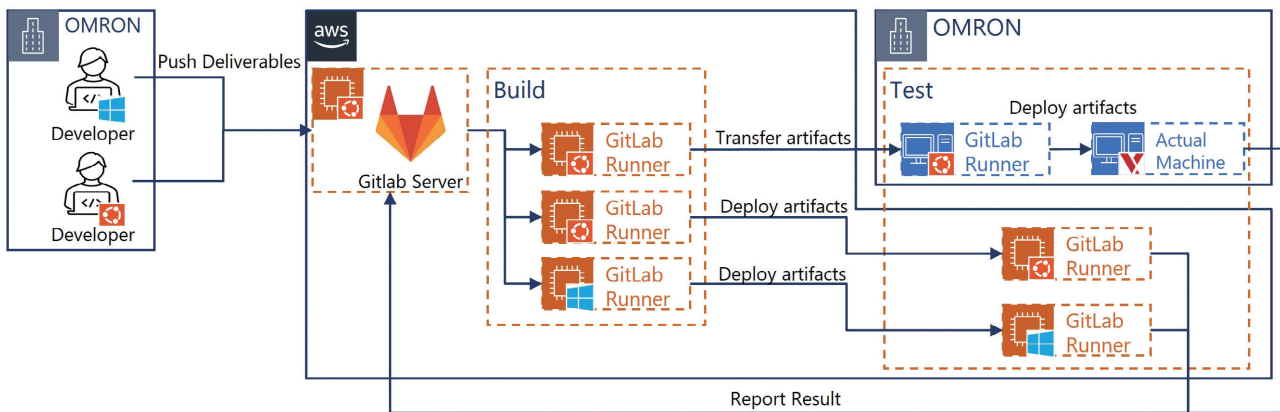 OMRON
Developer
Developer
Push Deliverables
aws
Gitlab Server
Build
GitLab
Runner
GitLab
Runner
GitLab
Runner
Transfer artifacts
Deploy artifacts
Deploy artifacts
OMRON
Test
Deploy artifacts
GitLab
Runner
Actual
Machine
GitLab
Runner
GitLab
Runner
Report Result